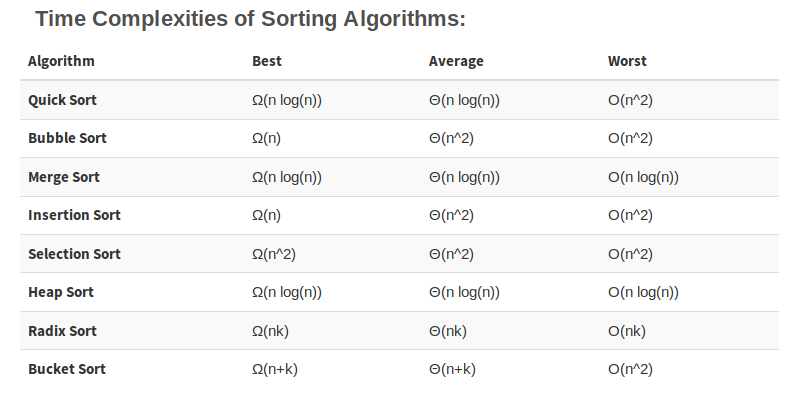 Time Complexities of Sorting Algorithms:
Algorithm Best Average Worst
Quick Sort Ω(n log(n)) Θ(n log(n)) O(n^2)
Bubble Sort Ω(n) Θ(n^2) O(n^2)
Merge Sort Ω(n log(n)) Θ(n log(n)) O(n log(n))
Insertion Sort Ω(n) Θ(n^2) O(n^2)
Selection Sort Ω(n^2) Θ(n^2) O(n^2)
Heap Sort Ω(n log(n)) Θ(n log(n)) O(n log(n))
Radix Sort Ω(nk) Θ(nk) O(nk)
Bucket Sort Ω(n+k) Θ(n+k) O(n^2)